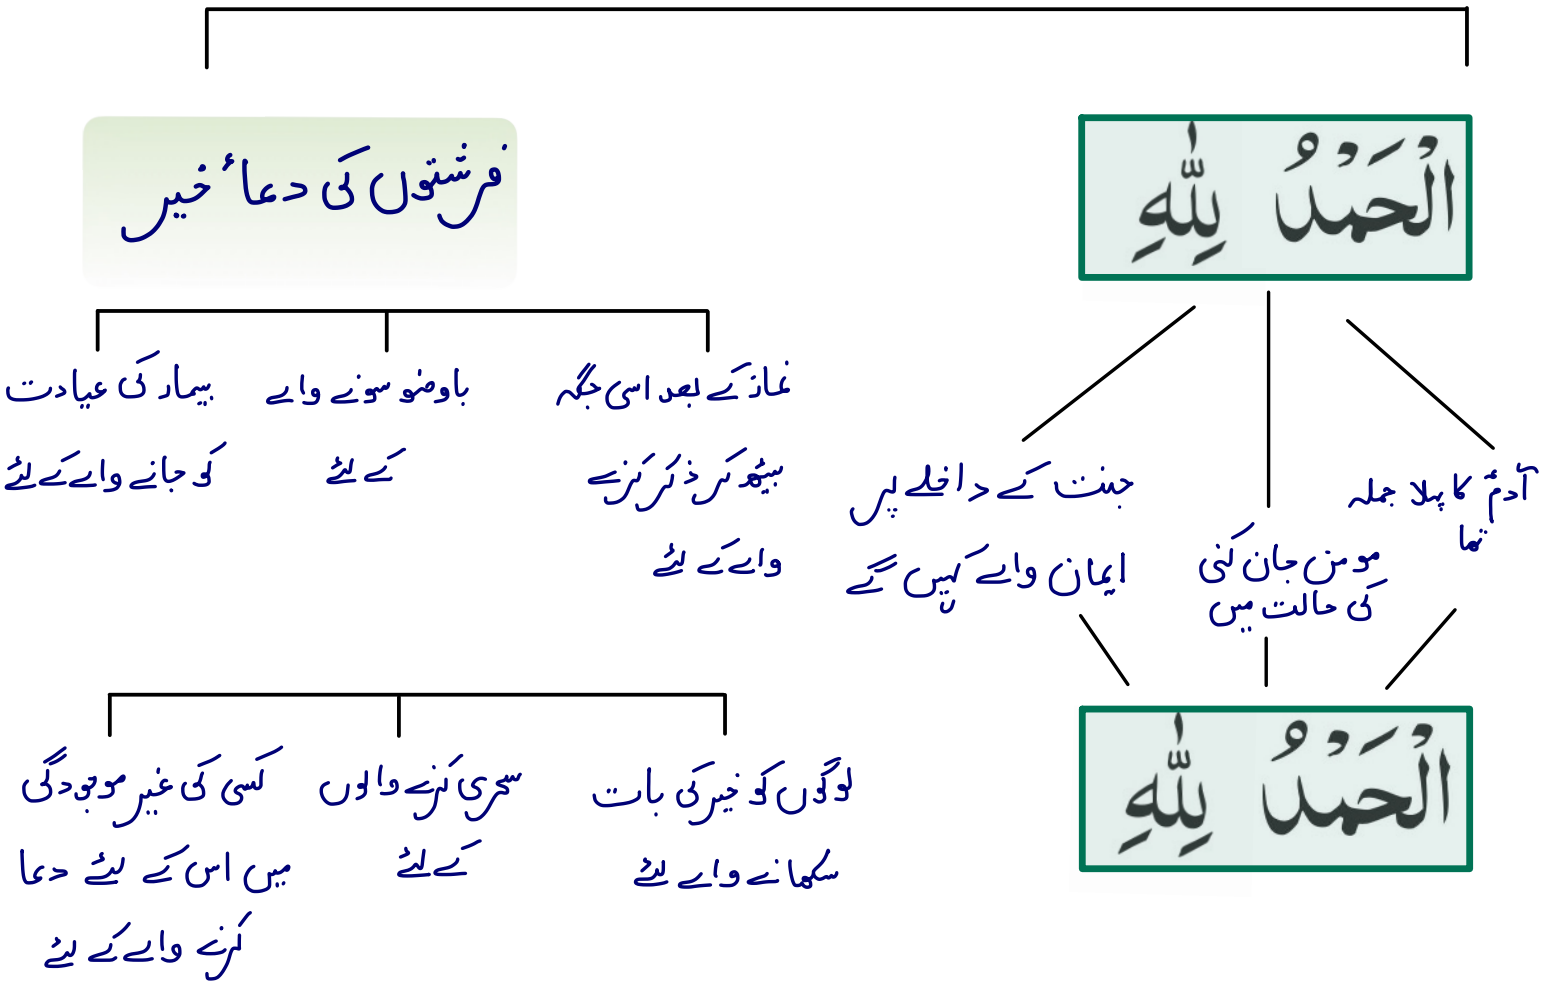 الْحَمْدُ لِلّٰهِ
آدمؑ کا پہلا جملہ
تھا
مومن جان کنی
کی حالت میں
جنت کے داخلے پر
ایمان والے کہیں گے
الْحَمْدُ لِلّٰهِ
فرشتوں کی دعاٴ خیر
نماز کے بعد اسی جگہ
بیٹھ کر ذکر کرنے
والے کے لئے
باوضو سونے والے
کے لئے
بیمار کی عیادت
کو جانے والے کے لئے
لوگوں کو خیر کی بات
سکھانے والے لئے
سحری کرنے والوں
کے لئے
کسی کی غیر موجودگی
میں اس کے لئے دعا
کرنے والے کے لئے